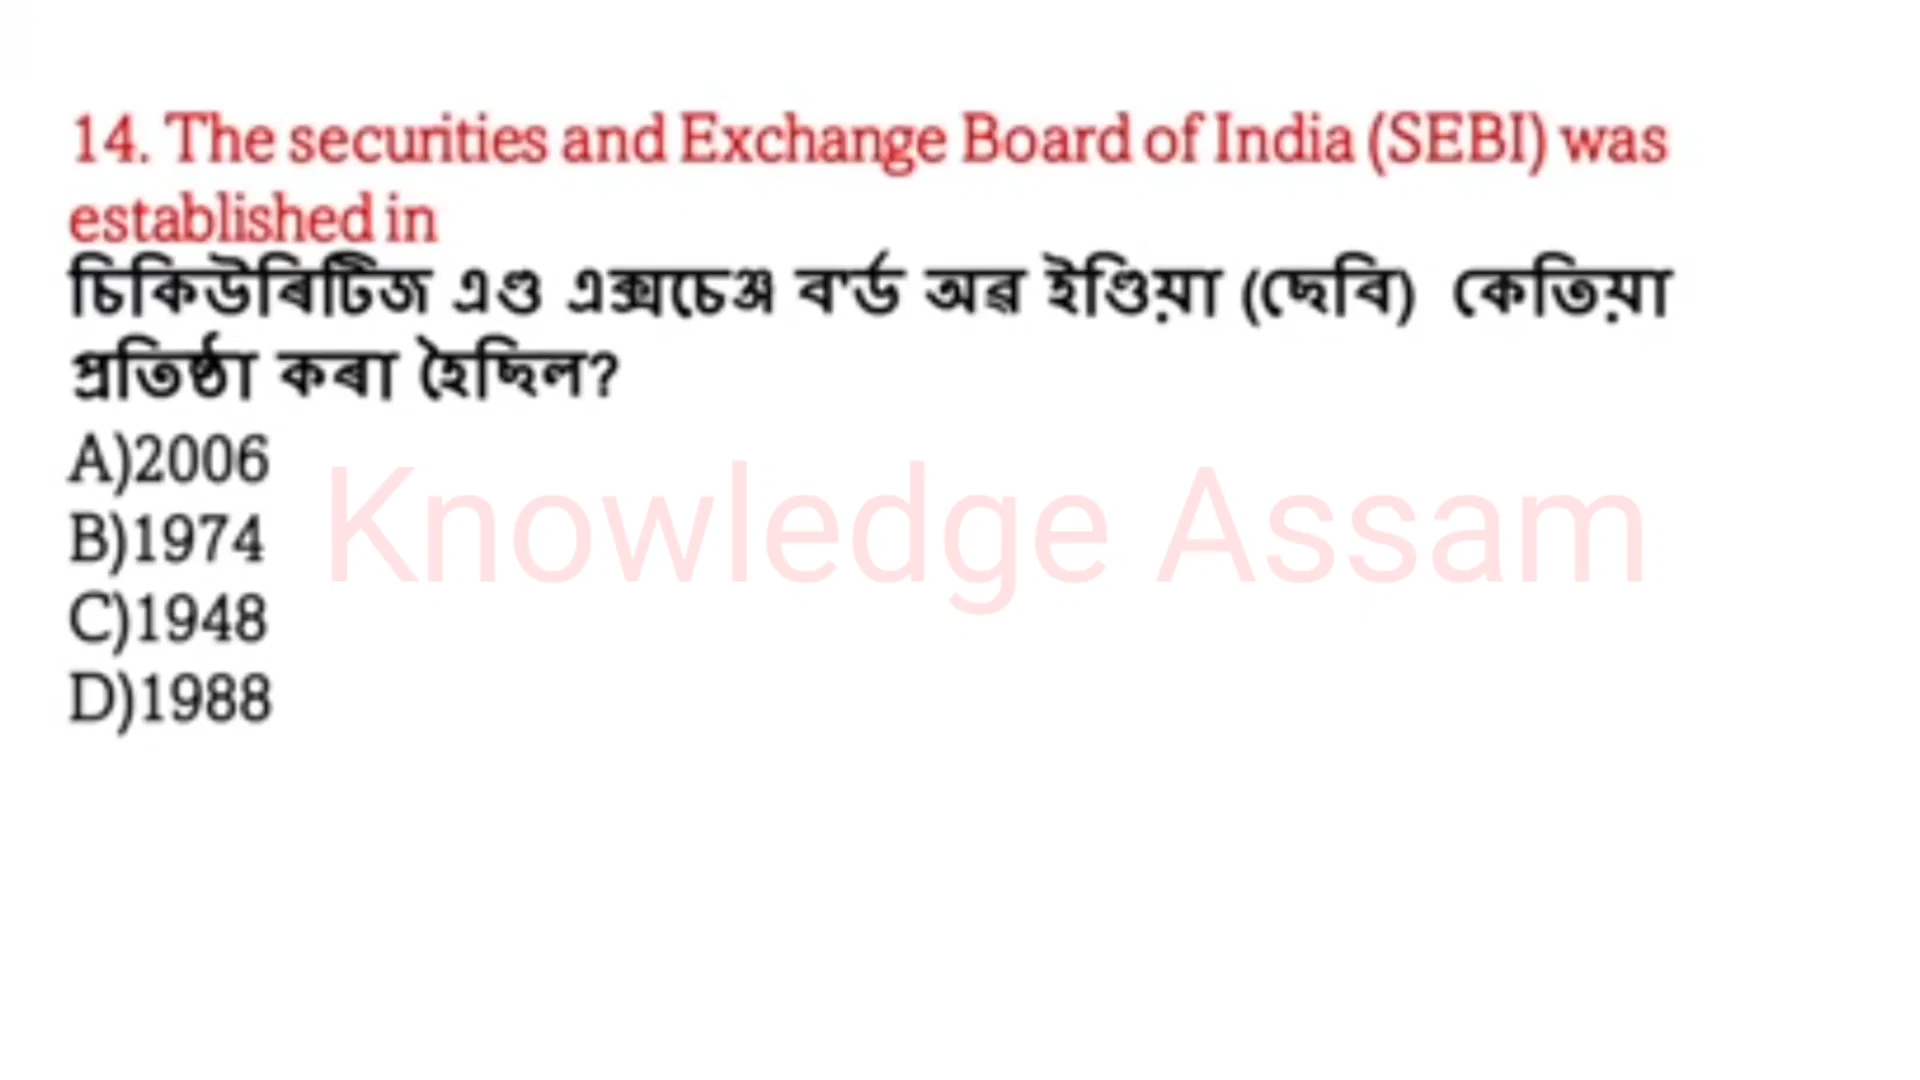 14. The securities and Exchange Board of India (SEBI) was
established in
চিকিউৰিটিজ এণ্ড এক্সচেঞ্জ ব'ৰ্ড অৱ ইণ্ডিয়া (ছেবি) কেতিয়া
প্ৰতিষ্ঠা কৰা হৈছিল?
A)2006
B)1974
C)1948
D)1988
Knowledge Assam